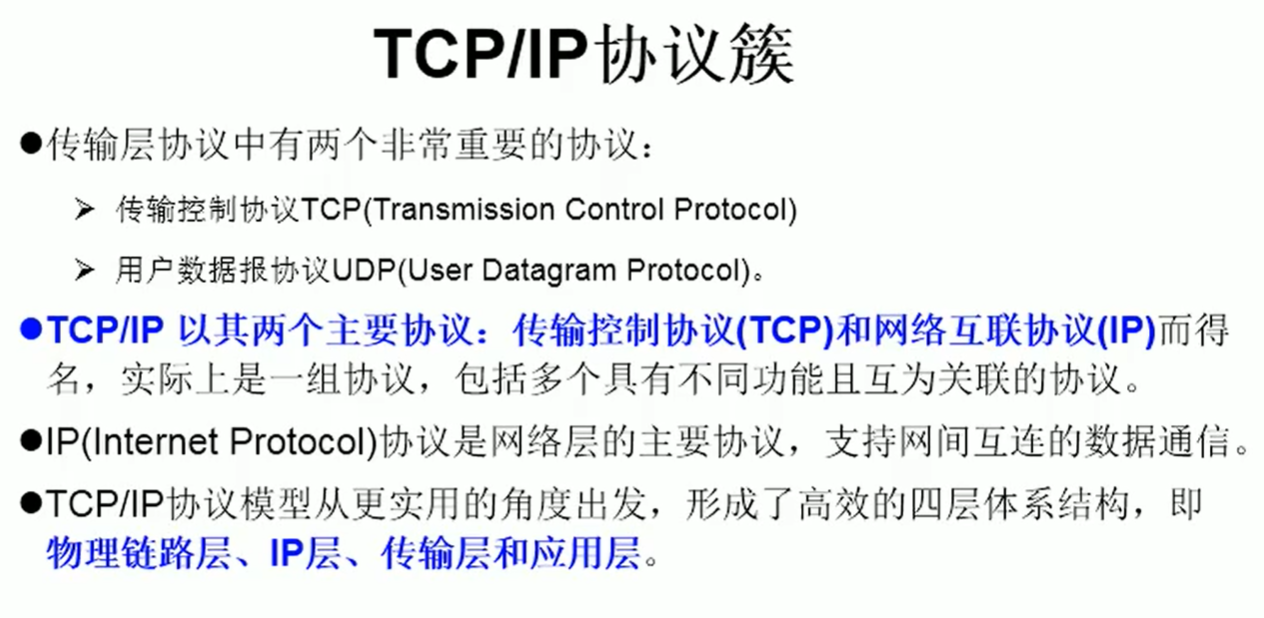 TCP/IP协议簇
●传输层协议中有两个非常重要的协议：
➢ 传输控制协议TCP(Transmission Control Protocol)
➢ 用户数据报协议UDP(User Datagram Protocol)。
●TCP/IP 以其两个主要协议：传输控制协议(TCP)和网络互联协议(IP)而得
名，实际上是一组协议，包括多个具有不同功能且互为关联的协议。
●IP(Internet Protocol)协议是网络层的主要协议，支持网间互连的数据通信。
●TCP/IP协议模型从更实用的角度出发，形成了高效的四层体系结构，即
物理链路层、IP层、传输层和应用层。